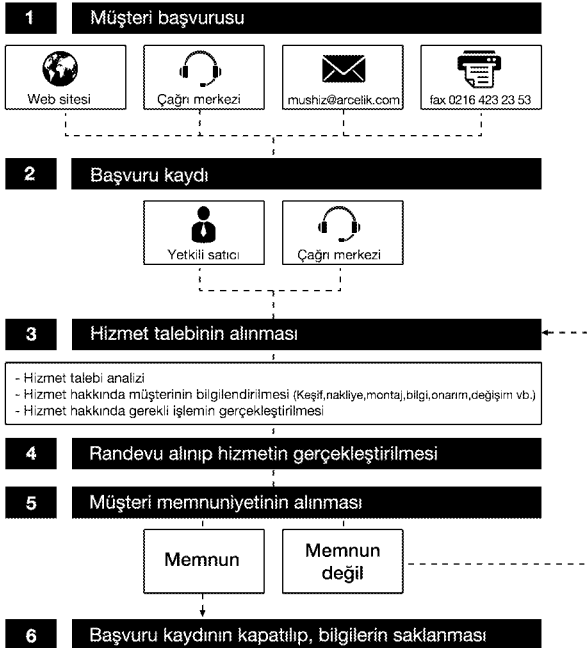 1 Müşteri başvurusu
Web sitesi
Çağrı merkezi
mushiz@arcelik.com
fax 0216 423 23 53
2 Başvuru kaydı
Yetkili satıcı
Çağrı merkezi
3 Hizmet talebinin alınması
- Hizmet talebi analizi
- Hizmet hakkında müşterinin bilgilendirilmesi (Keşif,nakliye,montaj,bilgi,onarım,değişim vb.)
- Hizmet hakkında gerekli işlemin gerçekleştirilmesi
4 Randevu alınıp hizmetin gerçekleştirilmesi
5 Müşteri memnuniyetinin alınması
Memnun
Memnun
değil
6 Başvuru kaydının kapatılıp, bilgilerin saklanması